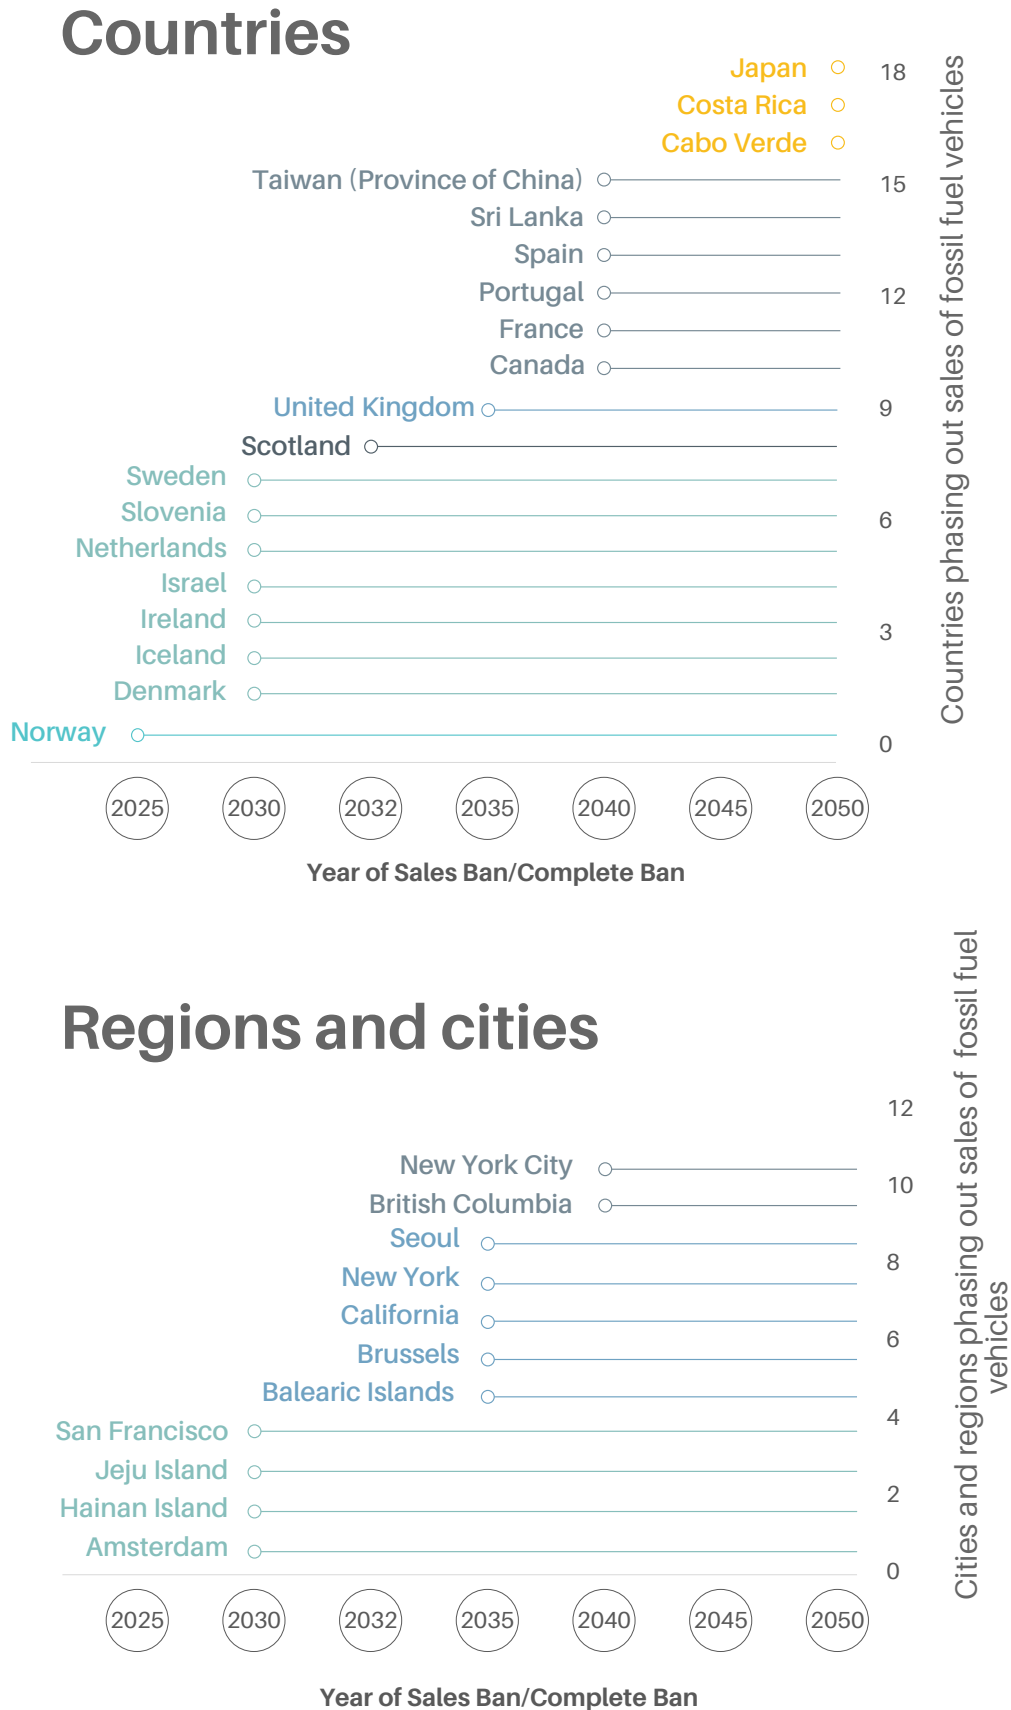 Countries
Japan
18
Costa Rica
Cabo Verde
Taiwan (Province of China)
15
Sri Lanka
Spain
Portugal
12
France
Canada
United Kingdom
9
Scotland
Sweden
Slovenia
6
Netherlands
Israel
Ireland
3
Iceland
Denmark
Norway
0
Countries phasing out sales of fossil fuel vehicles
2025
2030
2032
2035
2040
2045
2050
Year of Sales Ban/Complete Ban
Regions and cities
12
New York City
10
British Columbia
Seoul
8
New York
California
6
Brussels
Balearic Islands
4
San Francisco
Jeju Island
2
Hainan Island
Amsterdam
0
Cities and regions phasing out sales of fossil fuel
vehicles
2025
2030
2032
2035
2040
2045
2050
Year of Sales Ban/Complete Ban